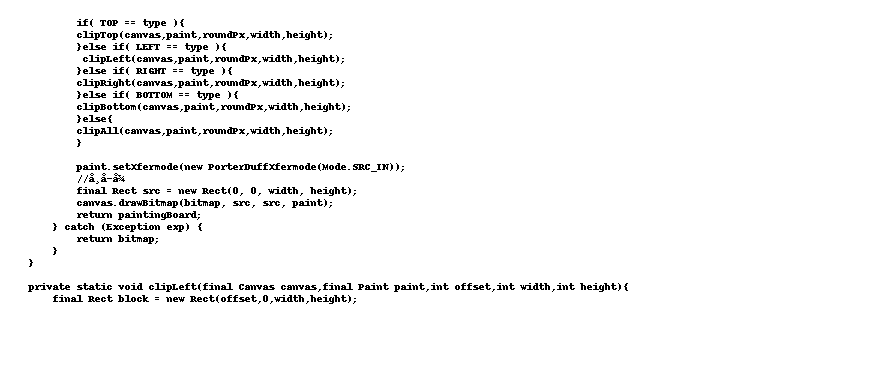 if( TOP == type ){
clipTop(canvas,paint,roundPx,width,height);
}else if( LEFT == type ){
clipLeft(canvas,paint,roundPx,width,height);
}else if( RIGHT == type ){
clipRight(canvas,paint,roundPx,width,height);
}else if( BOTTOM == type ){
clipBottom(canvas,paint,roundPx,width,height);
}else{
clipAll(canvas,paint,roundPx,width,height);
}
paint.setXfermode(new PorterDuffXfermode(Mode.SRC_IN));
//å¸å–å¾
final Rect src = new Rect(0, 0, width, height);
canvas.drawBitmap(bitmap, src, src, paint);
return paintingBoard;
} catch (Exception exp) {
return bitmap;
}
}
private static void clipLeft(final Canvas canvas,final Paint paint,int offset,int width,int height){
final Rect block = new Rect(offset,0,width,height);